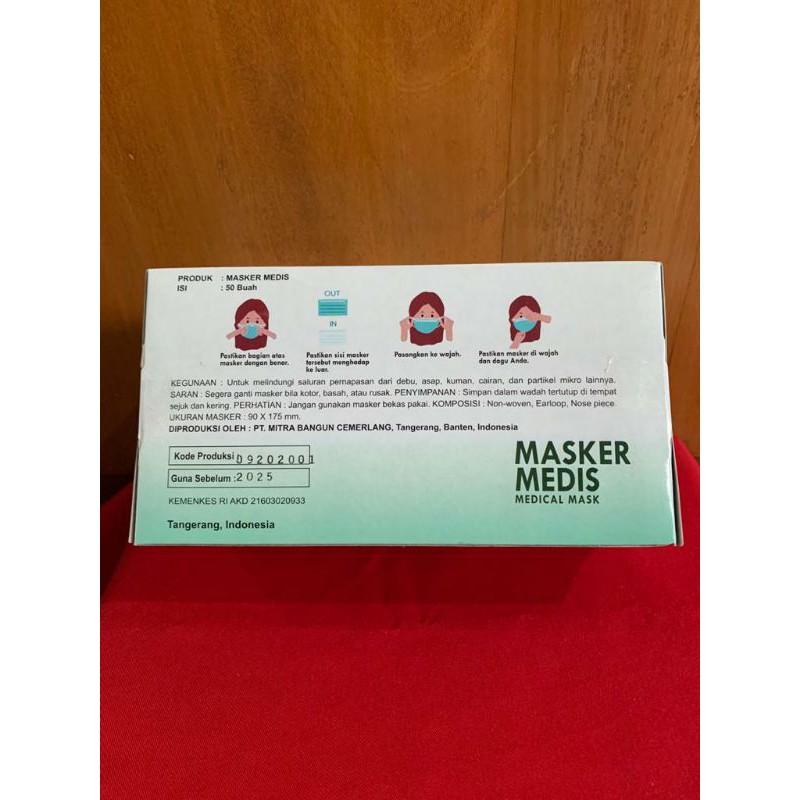 PRODUK : MASKER MEDIS
ISI : 50 Buah
OUT
IN
Pastikan bagian atas
masker dengan benar.
Pastikan sisi masker
tersebut menghadap
ke luar.
Pasangkan ke wajah.
Pastikan masker di wajah
dan dagu Anda.
KEGUNAAN : Untuk melindungi saluran pernapasan dari debu, asap, kuman, cairan, dan partikel mikro lainnya.
SARAN : Segera ganti masker bila kotor, basah, atau rusak. PENYIMPANAN : Simpan dalam wadah tertutup di tempat
sejuk dan kering. PERHATIAN : Jangan gunakan masker bekas pakai. KOMPOSISI : Non-woven, Earloop, Nose piece.
UKURAN MASKER : 90 X 175 mm.
DIPRODUKSI OLEH : PT. MITRA BANGUN CEMERLANG, Tangerang, Banten, Indonesia
Kode Produksi 09202001
Guna Sebelum : 2025
KEMENKES RI AKD 21603020933
Tangerang, Indonesia
MASKER
MEDIS
MEDICAL MASK